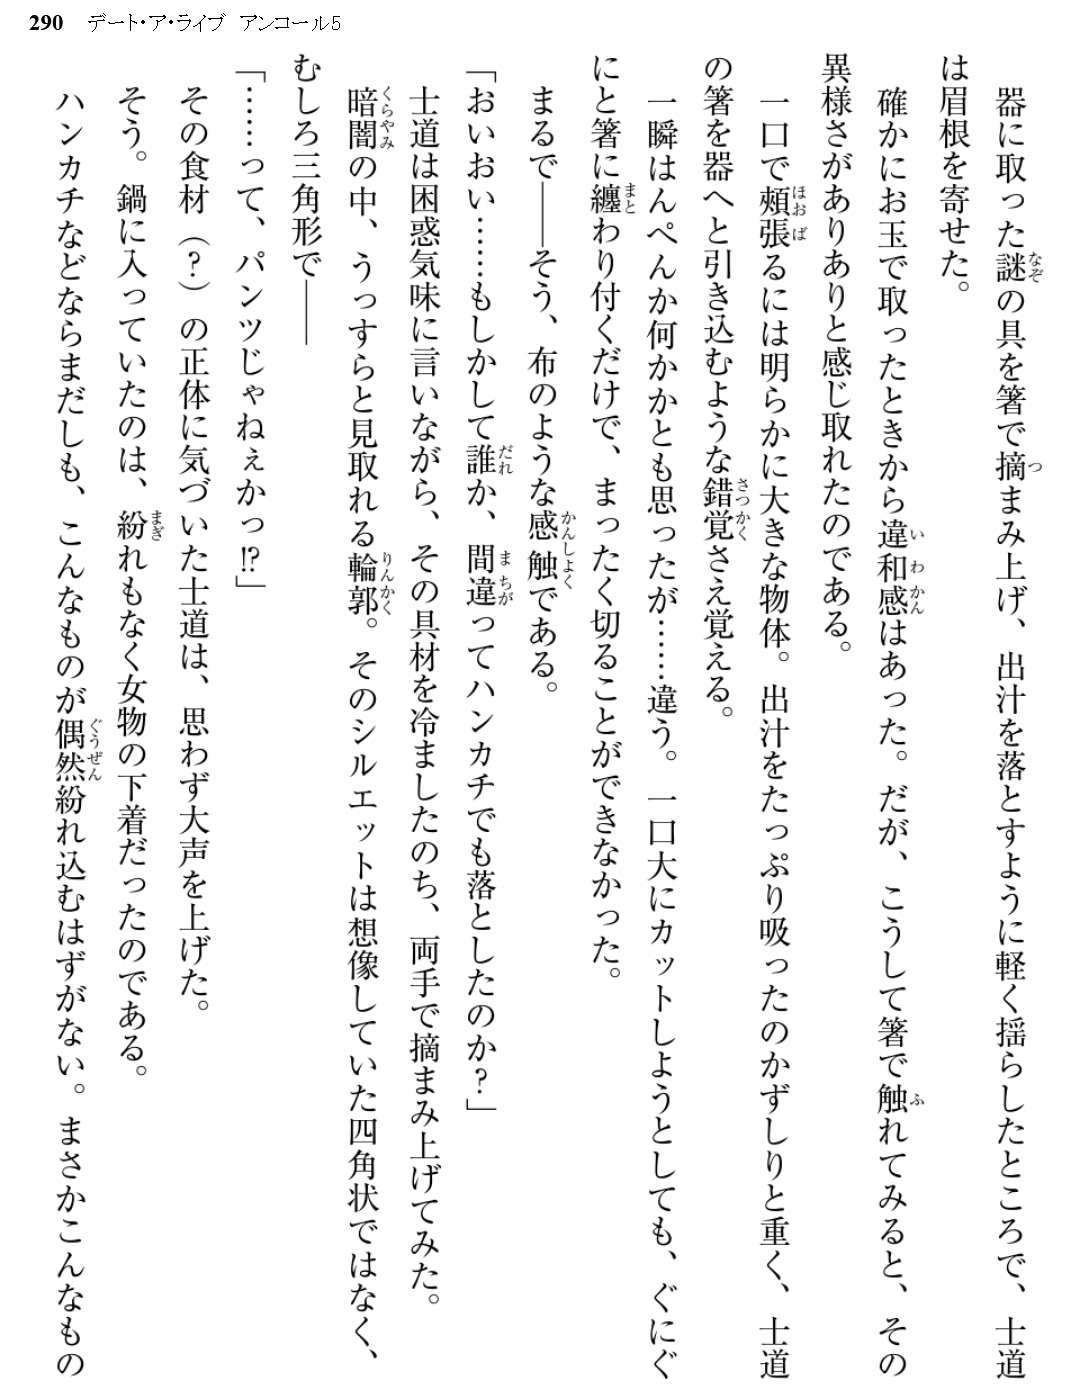 290 デート・ア・ライブ アンコール5
　器に取った謎の具を箸で摘まみ上げ、出汁を落とすように軽く揺らしたところで、士道
は眉根を寄せた。
　確かにお玉で取ったときから違和感はあった。だが、こうして箸で触れてみると、その
異様さがありありと感じ取れたのである。
　一口で頰張るには明らかに大きな物体。出汁をたっぷり吸ったのかずしりと重く、士道
の箸を器へと引き込むような錯覚さえ覚える。
　一瞬はんぺんか何かかとも思ったが……違う。一口大にカットしようとしても、ぐにぐ
にと箸に纏わり付くだけで、まったく切ることができなかった。
　まるで――そう、布のような感触である。
「おいおい……もしかして誰か、間違ってハンカチでも落としたのか？」
　士道は困惑気味に言いながら、その具材を冷ましたのち、両手で摘まみ上げてみた。
　暗闇の中、うっすらと見取れる輪郭。そのシルエットは想像していた四角状ではなく、
むしろ三角形で――
「……って、パンツじゃねぇかっ!?」
　その食材（？）の正体に気づいた士道は、思わず大声を上げた。
　そう。鍋に入っていたのは、紛れもなく女物の下着だったのである。
　ハンカチなどならまだしも、こんなものが偶然紛れ込むはずがない。まさかこんなもの